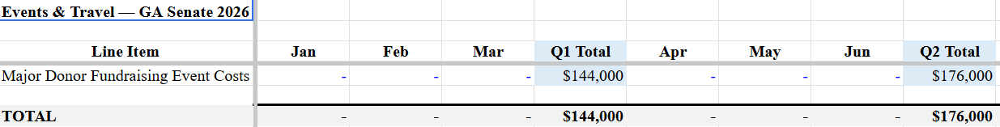 Events & Travel — GA Senate 2026
Line Item Jan Feb Mar Q1 Total Apr May Jun Q2 Total
Major Donor Fundraising Event Costs - - - $144,000 - - - $176,000
TOTAL - - - $144,000 - - - $176,000